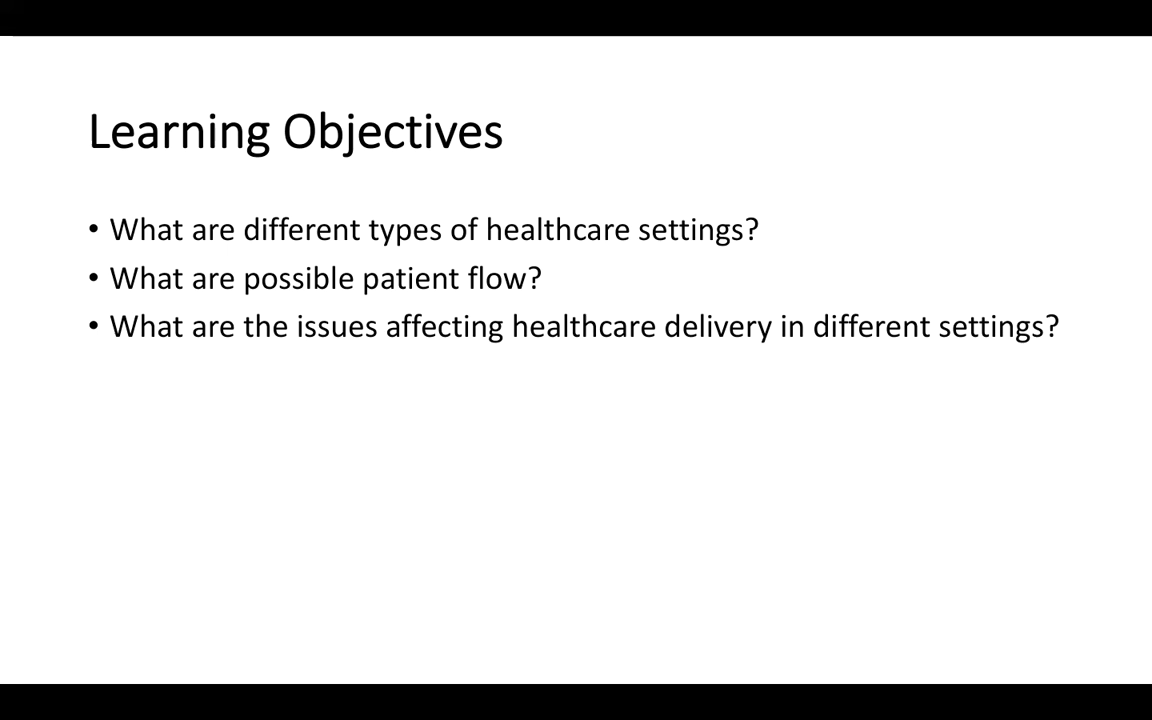 Learning Objectives
• What are different types of healthcare settings?
• What are possible patient flow?
• What are the issues affecting healthcare delivery in different settings?